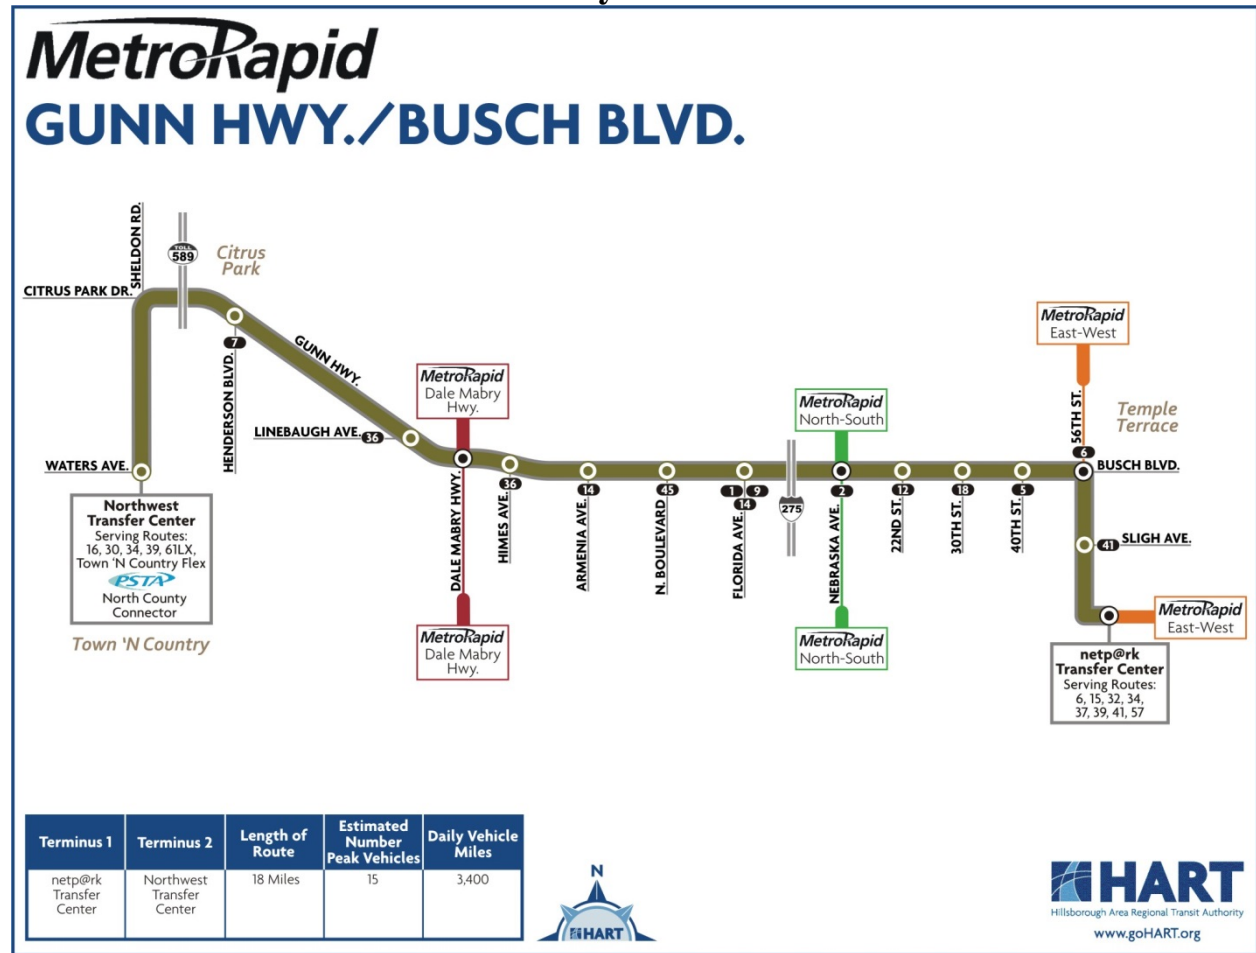 MetroRapid
GUNN HWY./BUSCH BLVD.
SHELDON RD.
TOLL
589
Citrus
Park
CITRUS PARK DR.
7
HENDERSON BLVD.
GUNN HWY.
LINEBAUGH AVE.
36
WATERS AVE.
Northwest
Transfer Center
Serving Routes:
16, 30, 34, 39, 61LX,
Town 'N Country Flex
PSTA
North County
Connector
Town 'N Country
MetroRapid
Dale Mabry
Hwy.
DALE MABRY HWY.
MetroRapid
Dale Mabry
Hwy.
36
HIMES AVE.
14
ARMENIA AVE.
45
N. BOULEVARD
1 9
14
FLORIDA AVE.
275
MetroRapid
North-South
2
NEBRASKA AVE.
MetroRapid
North-South
12
22ND ST.
18
30TH ST.
5
40TH ST.
MetroRapid
East-West
56TH ST.
6
Temple
Terrace
BUSCH BLVD.
41
SLIGH AVE.
MetroRapid
East-West
netp@rk
Transfer Center
Serving Routes:
6, 15, 32, 34,
37, 39, 41, 57
Terminus 1 Terminus 2 Length of Route Estimated Number Peak Vehicles Daily Vehicle Miles
netp@rk Transfer Center Northwest Transfer Center 18 Miles 15 3,400
N
HART
HART
Hillsborough Area Regional Transit Authority
www.goHART.org